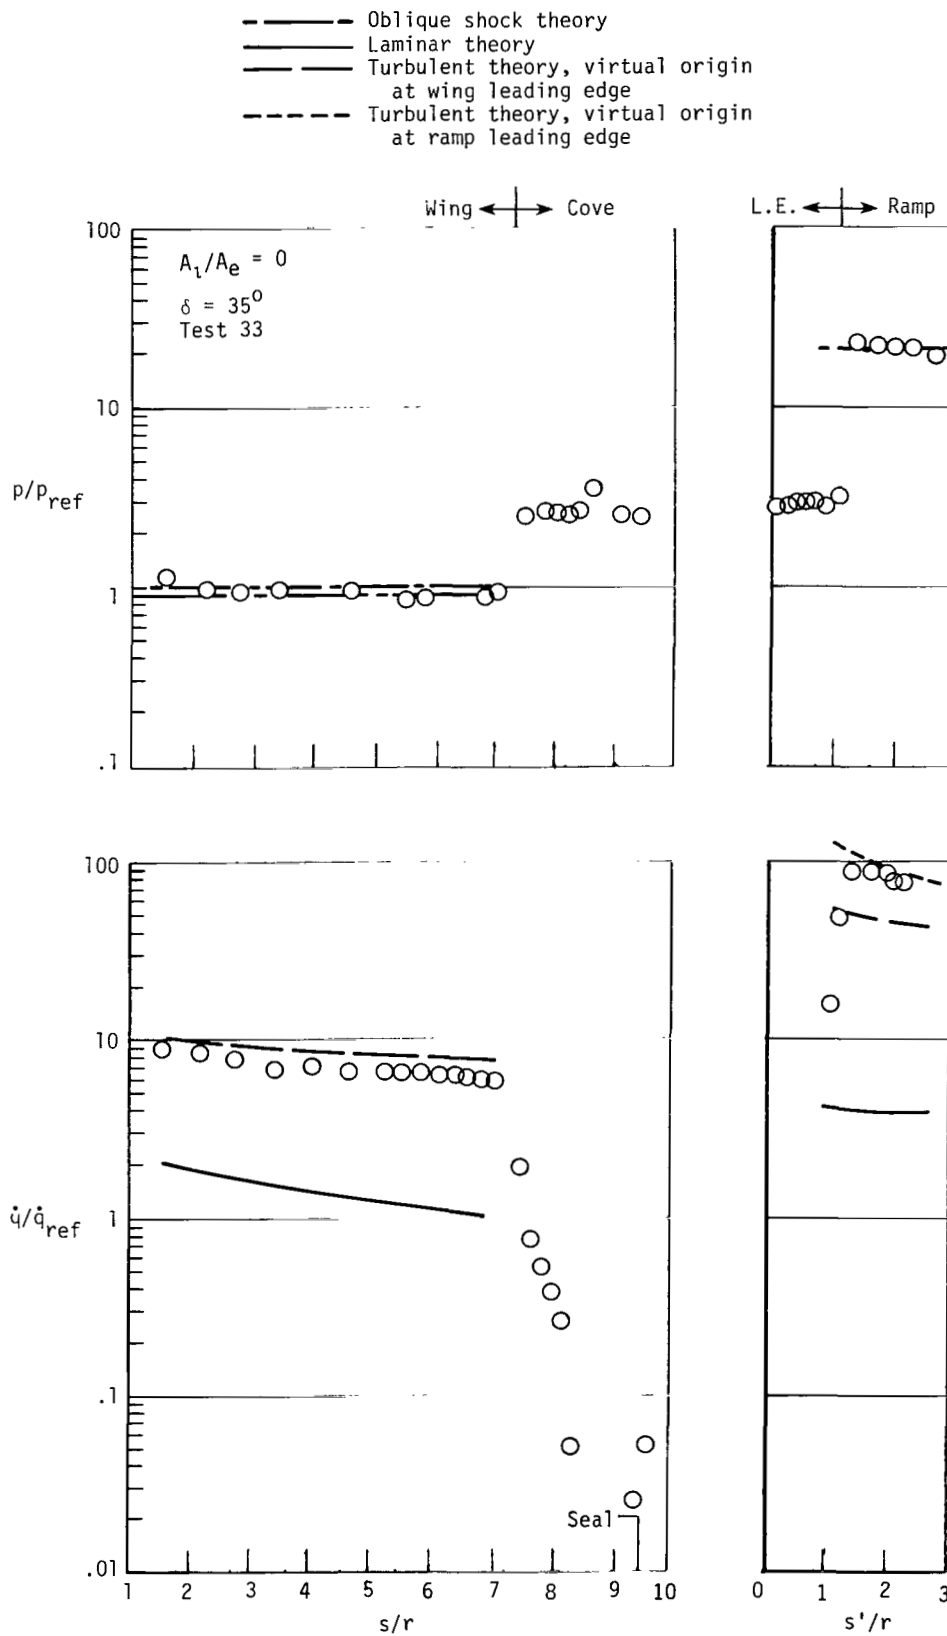 Oblique shock theory
Laminar theory
Turbulent theory, virtual origin
at wing leading edge
Turbulent theory, virtual origin
at ramp leading edge
Wing Cove
L.E. Ramp
100
10
1
.1
p/p_ref
A_l/A_e = 0
δ = 35°
Test 33
100
10
1
.1
.01
q̇/q̇_ref
Seal
1 2 3 4 5 6 7 8 9 10
s/r
0 1 2 3
s'/r